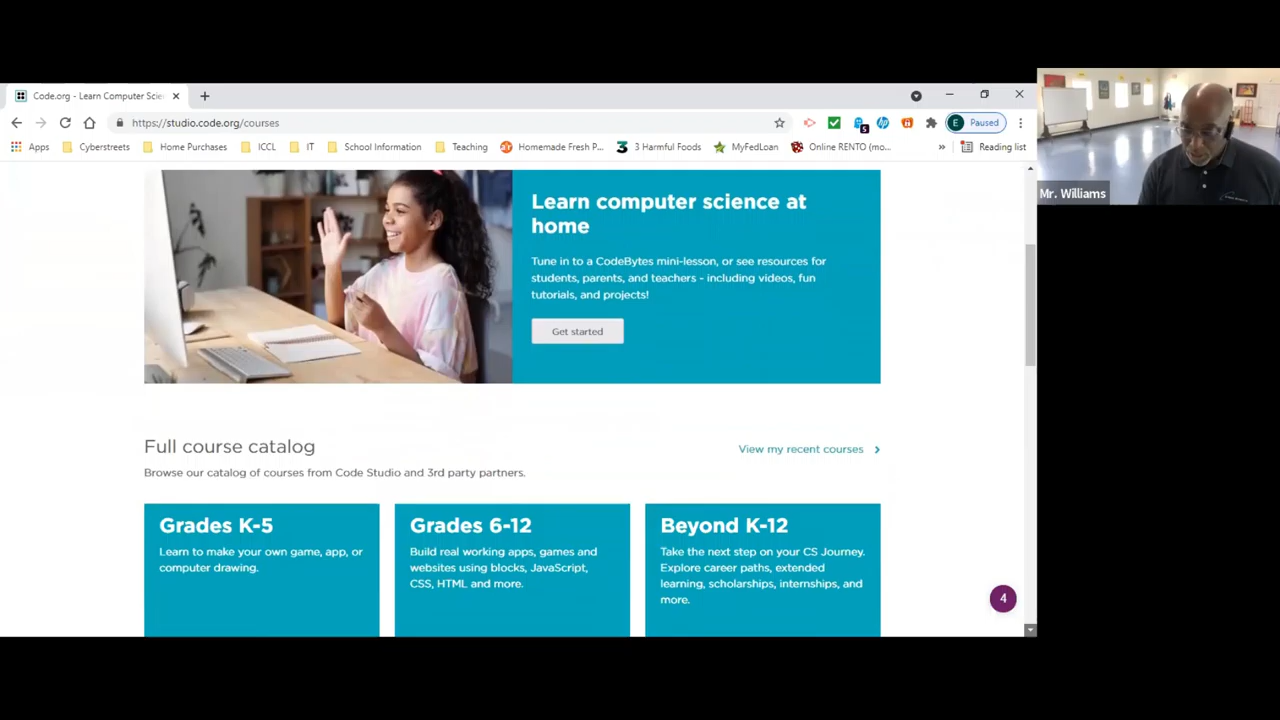 Code.org - Learn Computer Scie
https://studio.code.org/courses
E Paused
5
Apps Cyberstreets Home Purchases ICCL IT School Information Teaching Homemade Fresh P... 3 Harmful Foods MyFedLoan Online RENTO (mo... » Reading list
Mr. Williams
Learn computer science at
home
Tune in to a CodeBytes mini-lesson, or see resources for
students, parents, and teachers - including videos, fun
tutorials, and projects!
Get started
Full course catalog
View my recent courses
Browse our catalog of courses from Code Studio and 3rd party partners.
Grades K-5
Learn to make your own game, app, or
computer drawing.
Grades 6-12
Build real working apps, games and
websites using blocks, JavaScript,
CSS, HTML and more.
Beyond K-12
Take the next step on your CS Journey.
Explore career paths, extended
learning, scholarships, internships, and
more.
4